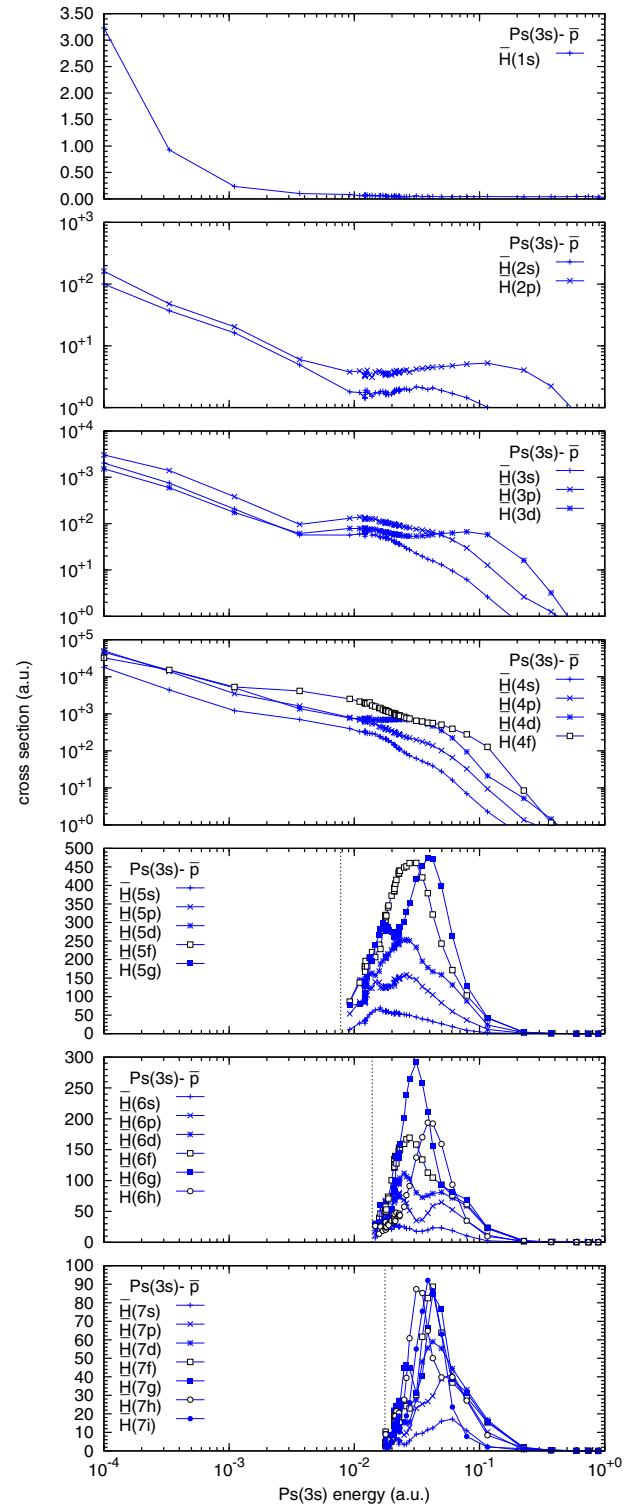 3.50
3.00
2.50
2.00
1.50
1.00
0.50
0.00
Ps(3s)- p̅
H̅(1s)
10⁺³
10⁺²
10⁺¹
10⁺⁰
Ps(3s)- p̅
H̅(2s)
H̅(2p)
10⁺⁴
10⁺³
10⁺²
10⁺¹
10⁺⁰
Ps(3s)- p̅
H̅(3s)
H̅(3p)
H̅(3d)
cross section (a.u.)
10⁺⁵
10⁺⁴
10⁺³
10⁺²
10⁺¹
10⁺⁰
Ps(3s)- p̅
H̅(4s)
H̅(4p)
H̅(4d)
H̅(4f)
500
450
400
350
300
250
200
150
100
50
0
Ps(3s)- p̅
H̅(5s)
H̅(5p)
H̅(5d)
H̅(5f)
H̅(5g)
300
250
200
150
100
50
0
Ps(3s)- p̅
H̅(6s)
H̅(6p)
H̅(6d)
H̅(6f)
H̅(6g)
H̅(6h)
100
90
80
70
60
50
40
30
20
10
0
Ps(3s)- p̅
H̅(7s)
H̅(7p)
H̅(7d)
H̅(7f)
H̅(7g)
H̅(7h)
H̅(7i)
10⁻⁴ 10⁻³ 10⁻² 10⁻¹ 10⁺⁰
Ps(3s) energy (a.u.)